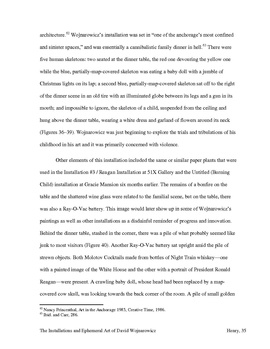 architecture.⁹² Wojnarowicz's installation was set in "one of the anchorage's most confined
and sinister spaces," and was essentially a cannibalistic family dinner in hell.⁹³ There were
five human skeletons: two seated at the dinner table, the red one devouring the yellow one
while the blue, partially-map-covered skeleton was eating a baby doll with a jumble of
Christmas lights on its lap; a second blue, partially-map-covered skeleton sat off to the right
of the dinner scene in an old tire with an illuminated globe between its legs and a gun in its
mouth; and impossible to ignore, the skeleton of a child, suspended from the ceiling and
hung above the dinner table, wearing a white dress and garland of flowers around its neck
(Figures 36-39). Wojnarowicz was just beginning to explore the trials and tribulations of his
childhood in his art and it was primarily concerned with violence.
Other elements of this installation included the same or similar paper plants that were
used in the Installation #3 / Reagan Installation at 51X Gallery and the Untitled (Burning
Child) installation at Gracie Mansion six months earlier. The remains of a bonfire on the
table and the shattered wine glass were related to the familial scene, but on the table, there
was also a Ray-O-Vac battery. This image would later show up in some of Wojnarowicz's
paintings as well as other installations as a disdainful reminder of progress and innovation.
Behind the dinner table, stashed in the corner, there was a pile of what probably seemed like
junk to most visitors (Figure 40). Another Ray-O-Vac battery sat upright amid the pile of
strewn objects. Both Molotov Cocktails made from bottles of Night Train whiskey—one
with a painted image of the White House and the other with a portrait of President Ronald
Reagan—were present. A crawling baby doll, whose head had been replaced by a map-
covered cow skull, was looking towards the back corner of the room. A pile of small golden
Nancy Princenthal, Art in the Anchorage 1985, Creative Time, 1986.
Ibid. and Carr, 286.
The Installations and Ephemeral Art of David Wojnarowicz
Henry, 35